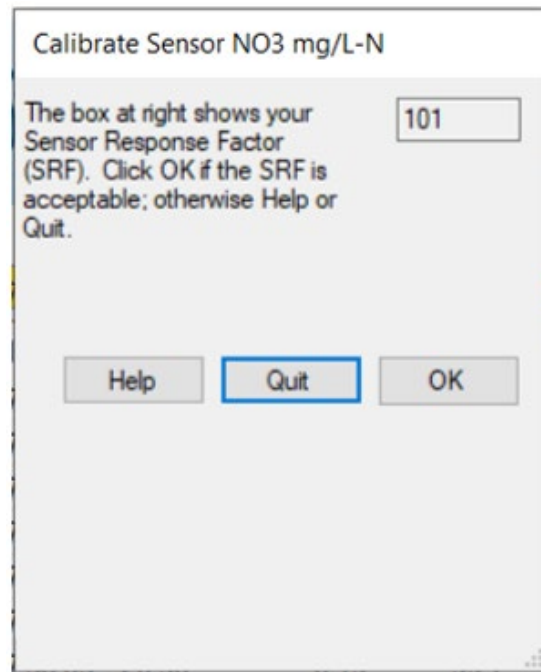 Calibrate Sensor NO3 mg/L-N
The box at right shows your
Sensor Response Factor
(SRF). Click OK if the SRF is
acceptable; otherwise Help or
Quit.
101
Help
Quit
OK